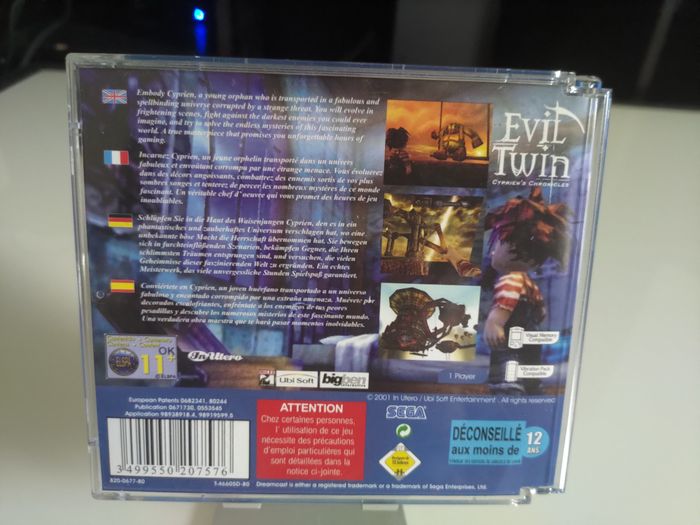 Embody Cyprien, a young orphan who is transported in a fabulous and
spellbinding universe corrupted by a strange threat. You will evolve in
frightening scenes, fight against the darkest enemies you could ever
imagine, and try to solve the endless mysteries of this fascinating
world. A true masterpiece that promises you unforgettable hours of
gaming.
Incarnez Cyprien, un jeune orphelin transporté dans un univers
fabuleux et envoûtant corrompu par une étrange menace. Vous évoluerez
dans des décors angoissants, combattrez des ennemis sortis de vos plus
sombres songes et tenterez de percer les nombreux mystères de ce monde
fascinant. Un véritable chef d'oeuvre qui vous promet des heures de jeu
inoubliables.
Schlüpfen Sie in die Haut des Waisenjungen Cyprien, den es in ein
phantastisches und zauberhaftes Universum verschlagen hat, wo eine
unbekannte böse Macht die Herrschaft übernommen hat. Sie bewegen
sich in furchteinflößenden Szenarien, bekämpfen Gegner, die Ihren
schlimmsten Träumen entsprungen sind, und versuchen, die vielen
Geheimnisse dieser faszinierenden Welt zu ergründen. Ein echtes
Meisterwerk, das viele unvergessliche Stunden Spielspaß garantiert.
Conviértete en Cyprien, un joven huérfano transportado a un universo
fabuloso y encantado corrompido por una extraña amenaza. Muévete por
decorados escalofriantes, enfréntate a los enemigos de tus peores
pesadillas y descubre los numerosos misterios de este fascinante mundo.
Una verdadera obra maestra que te hará pasar momentos inolvidables.
EVIL
TWIN
CYPRIEN'S CHRONICLES
Visual Memory
Compatible
Vibration Pack
Compatible
1 Player
ELSPA
11+
OK
©ELSPA
In Utero
Ubi Soft
bigben
INTERACTIVE
© 2001 In Utero / Ubi Soft Entertainment . All rights reserved
European Patents 0682341, 80244
Publication 0671730, 0553545
Application 98938918.4, 98919599.5
3 499550 207576
820-0677-80
ATTENTION
Chez certaines personnes,
l' utilisation de ce jeu
nécessite des précautions
d'emploi particulières qui
sont détaillées dans la
notice ci-jointe.
SEGA
DÉCONSEILLÉ
aux moins de
12
ANS
T-46605D-80
Dreamcast is either a registered trademark or a trademark of Sega Enterprises, Ltd.